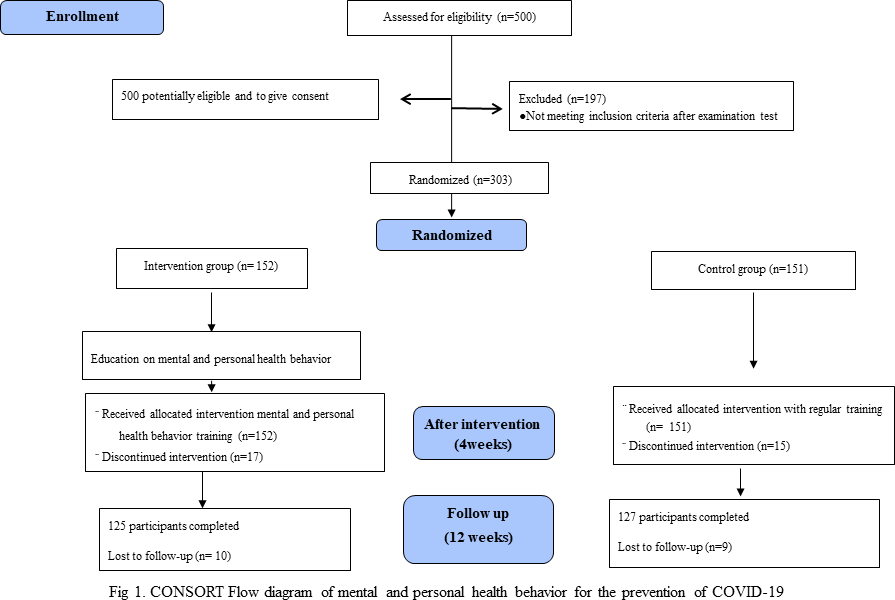 Enrollment
Assessed for eligibility (n=500)
500 potentially eligible and to give consent
Excluded (n=197)
●Not meeting inclusion criteria after examination test
Randomized (n=303)
Randomized
Intervention group (n= 152)
Control group (n=151)
Education on mental and personal health behavior
¨ Received allocated intervention mental and personal
health behavior training (n=152)
¨ Discontinued intervention (n=17)
After intervention
(4weeks)
¨ Received allocated intervention with regular training
(n= 151)
¨ Discontinued intervention (n=15)
125 participants completed
Lost to follow-up (n= 10)
Follow up
(12 weeks)
127 participants completed
Lost to follow-up (n=9)
Fig 1. CONSORT Flow diagram of mental and personal health behavior for the prevention of COVID-19